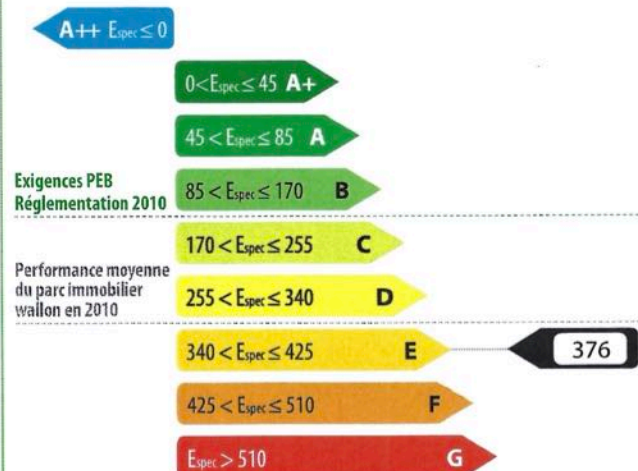 A++ Espec ≤ 0
0 < Espec ≤ 45 A+
45 < Espec ≤ 85 A
Exigences PEB
Réglementation 2010
85 < Espec ≤ 170 B
170 < Espec ≤ 255 C
Performance moyenne
du parc immobilier
wallon en 2010
255 < Espec ≤ 340 D
340 < Espec ≤ 425 E
376
425 < Espec ≤ 510 F
Espec > 510 G